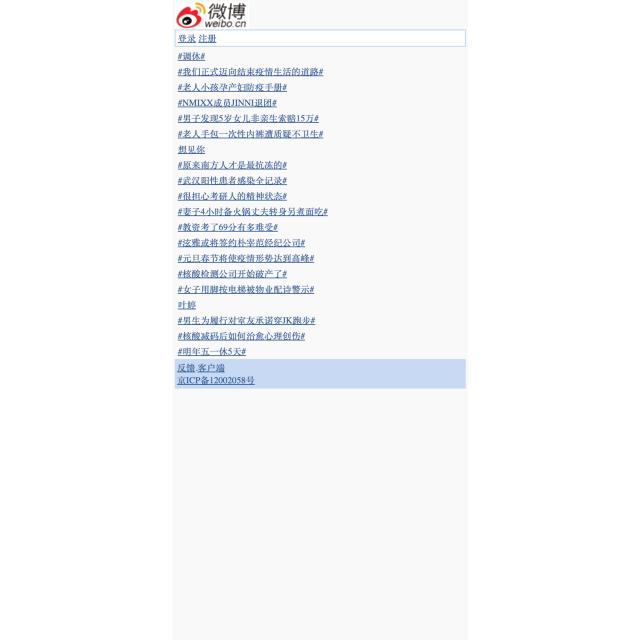 微博
weibo.cn
登录 注册
#调休#
#我们正式迈向结束疫情生活的道路#
#老人小孩孕产妇防疫手册#
#NMIXX成员JINNI退团#
#男子发现5岁女儿非亲生索赔15万#
#老人手包一次性内裤遭质疑不卫生#
想见你
#原来南方人才是最抗冻的#
#武汉阳性患者感染全记录#
#很担心考研人的精神状态#
#妻子4小时备火锅丈夫转身另煮面吃#
#教资考了69分有多难受#
#泫雅或将签约朴宰范经纪公司#
#元旦春节将使疫情形势达到高峰#
#核酸检测公司开始破产了#
#女子用脚按电梯被物业配诗警示#
叶婷
#男生为履行对室友承诺穿JK跑步#
#核酸减码后如何治愈心理创伤#
#明年五一休5天#
反馈 客户端
京ICP备12002058号